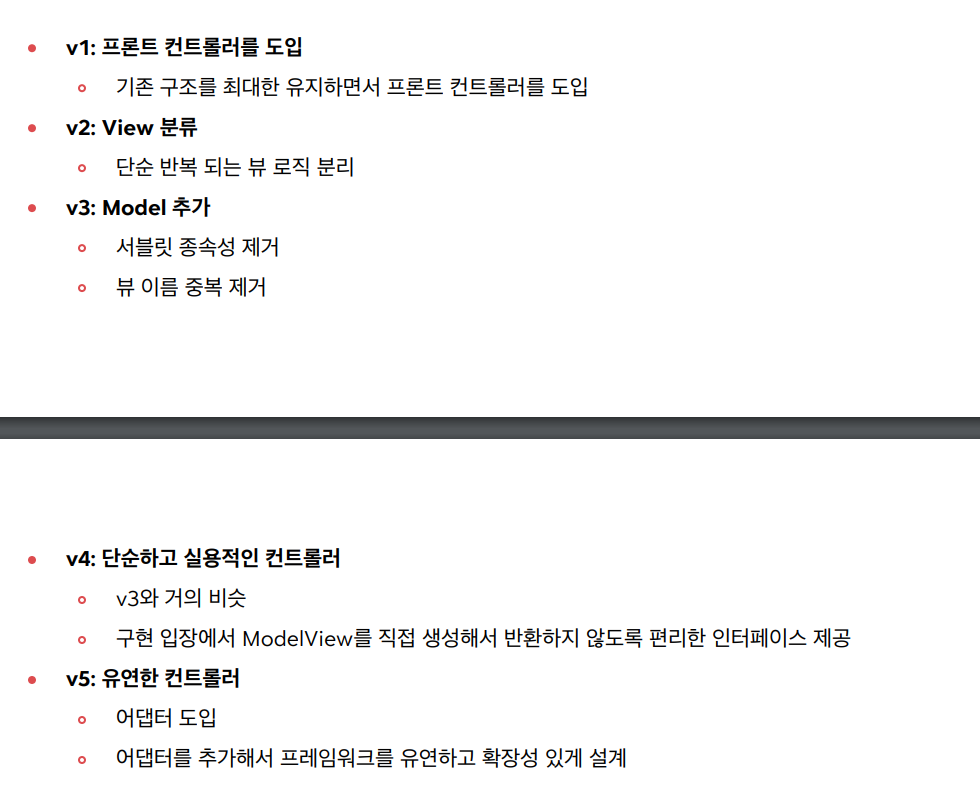 v1: 프론트 컨트롤러를 도입
기존 구조를 최대한 유지하면서 프론트 컨트롤러를 도입
v2: View 분류
단순 반복 되는 뷰 로직 분리
v3: Model 추가
서블릿 종속성 제거
뷰 이름 중복 제거
v4: 단순하고 실용적인 컨트롤러
v3와 거의 비슷
구현 입장에서 ModelView를 직접 생성해서 반환하지 않도록 편리한 인터페이스 제공
v5: 유연한 컨트롤러
어댑터 도입
어댑터를 추가해서 프레임워크를 유연하고 확장성 있게 설계